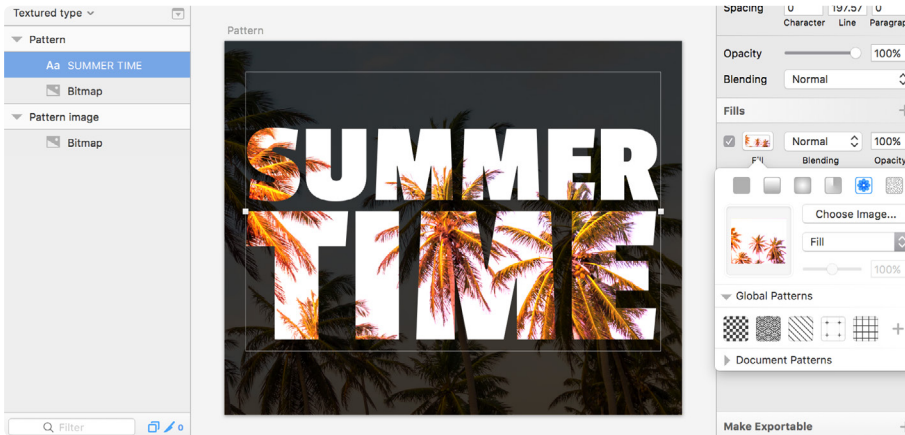 Textured type
Pattern
Aa SUMMER TIME
Bitmap
Pattern image
Bitmap
Filter
0
Pattern
SUMMER
TIME
Spacing
0
197.57
0
Character Line
Opacity
100%
Blending Normal
Fills
Normal 100%
Fill Blending Opacity
Choose Image...
Fill
100%
Global Patterns
Document Patterns
Make Exportable